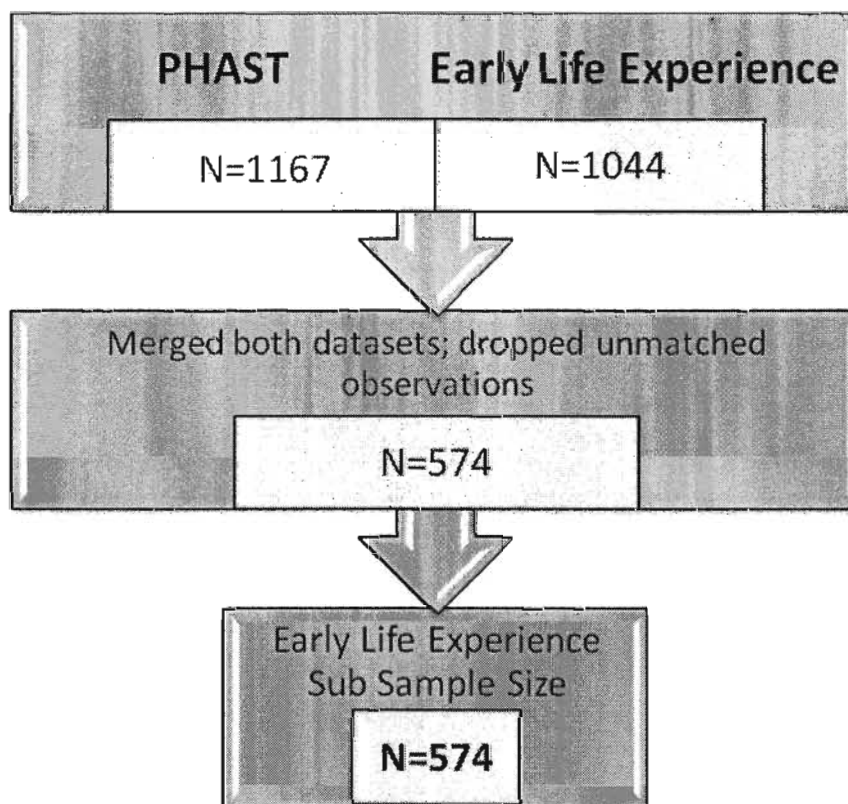 PHAST Early Life Experience
N=1167 N=1044
Merged both datasets; dropped unmatched
observations
N=574
Early Life Experience
Sub Sample Size
N=574